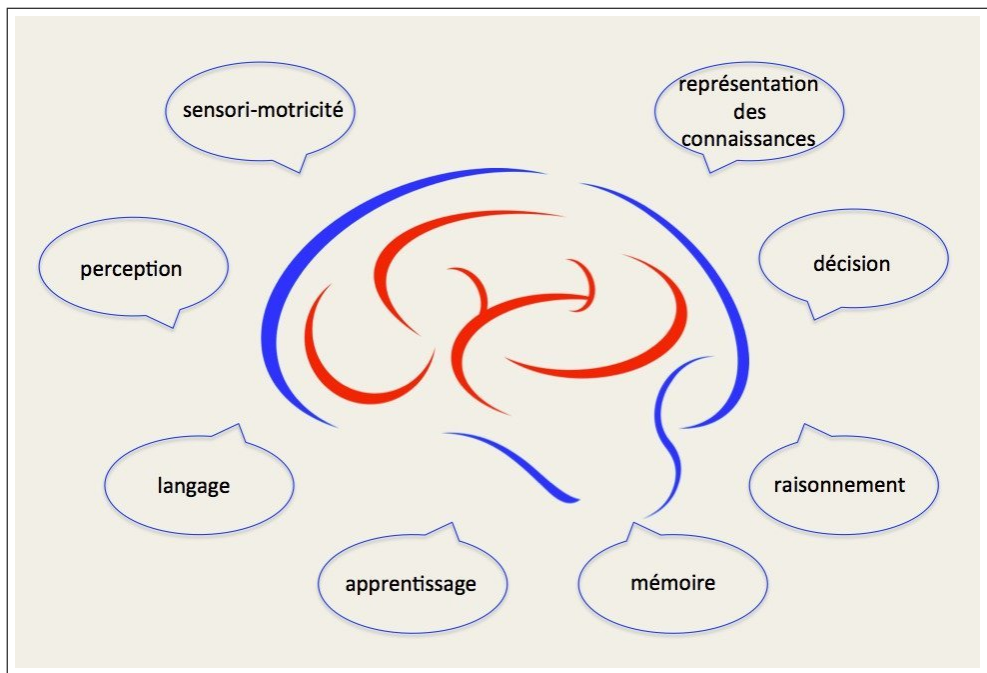 sensori-motricité
représentation
des
connaissances
perception
décision
langage
raisonnement
apprentissage
mémoire